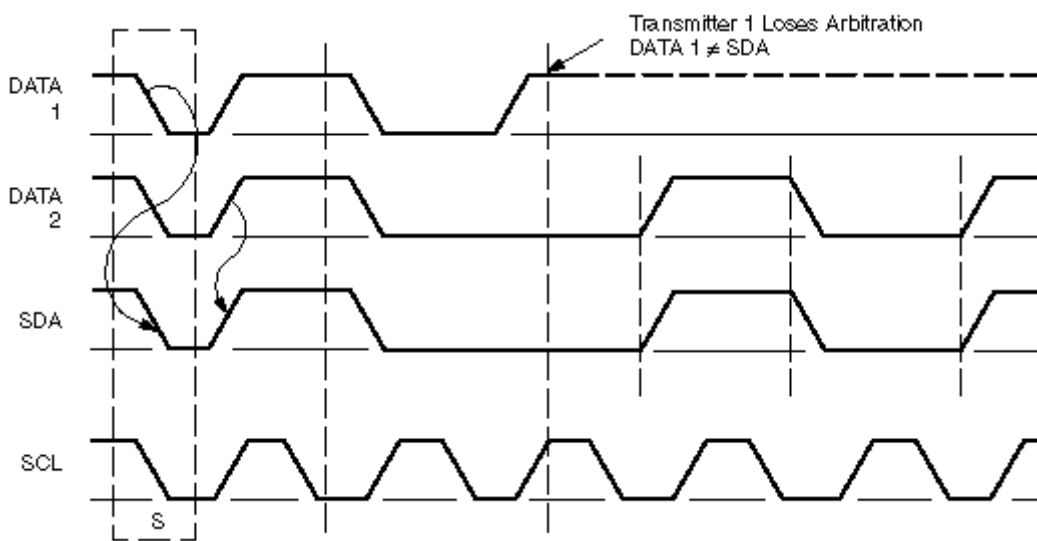 Transmitter 1 Loses Arbitration
DATA 1 ≠ SDA
DATA
1
DATA
2
SDA
SCL
S